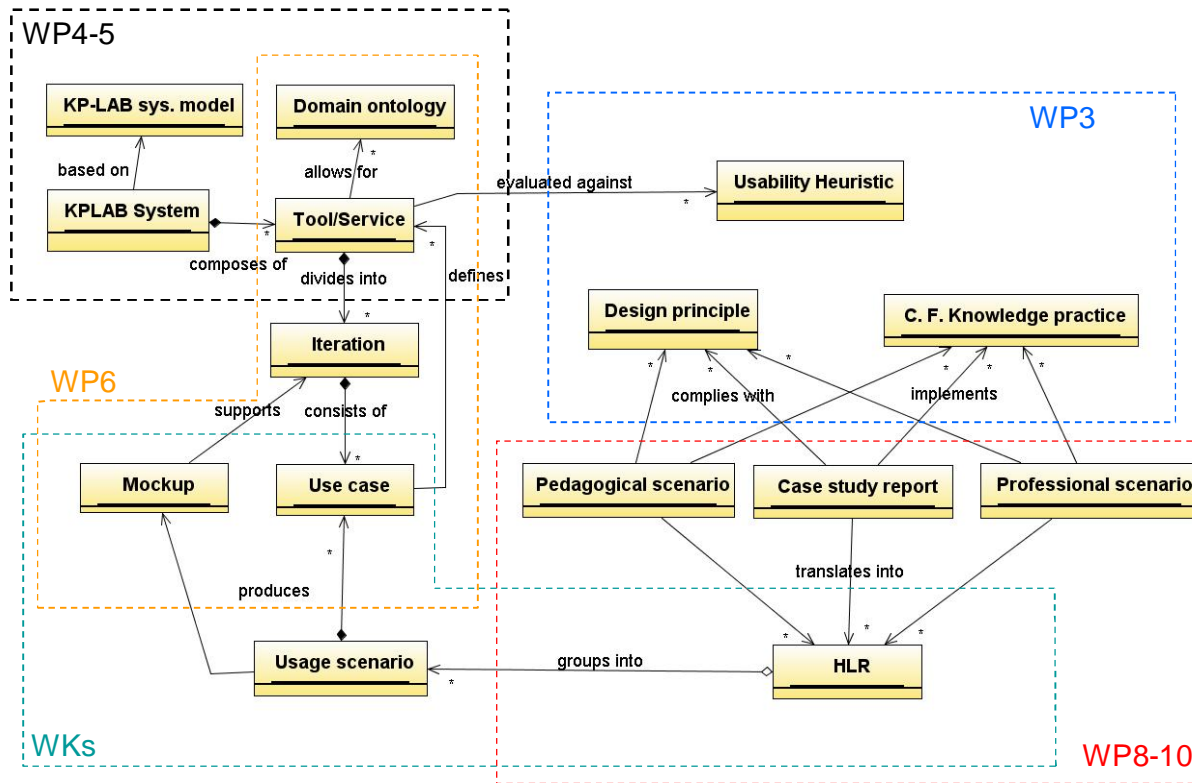 WP4-5
KP-LAB sys. model
Domain ontology
WP3
*
based on
allows for
evaluated against
Usability Heuristic
*
KPLAB System
Tool/Service
*
*
composes of
divides into
defines
*
Design principle
C. F. Knowledge practice
Iteration
WP6
*
*
*
*
*
*
supports
consists of
complies with
implements
*
Mockup
Use case
Pedagogical scenario
Case study report
Professional scenario
*
produces
translates into
*
*
*
Usage scenario
groups into
HLR
*
WKs
WP8-10